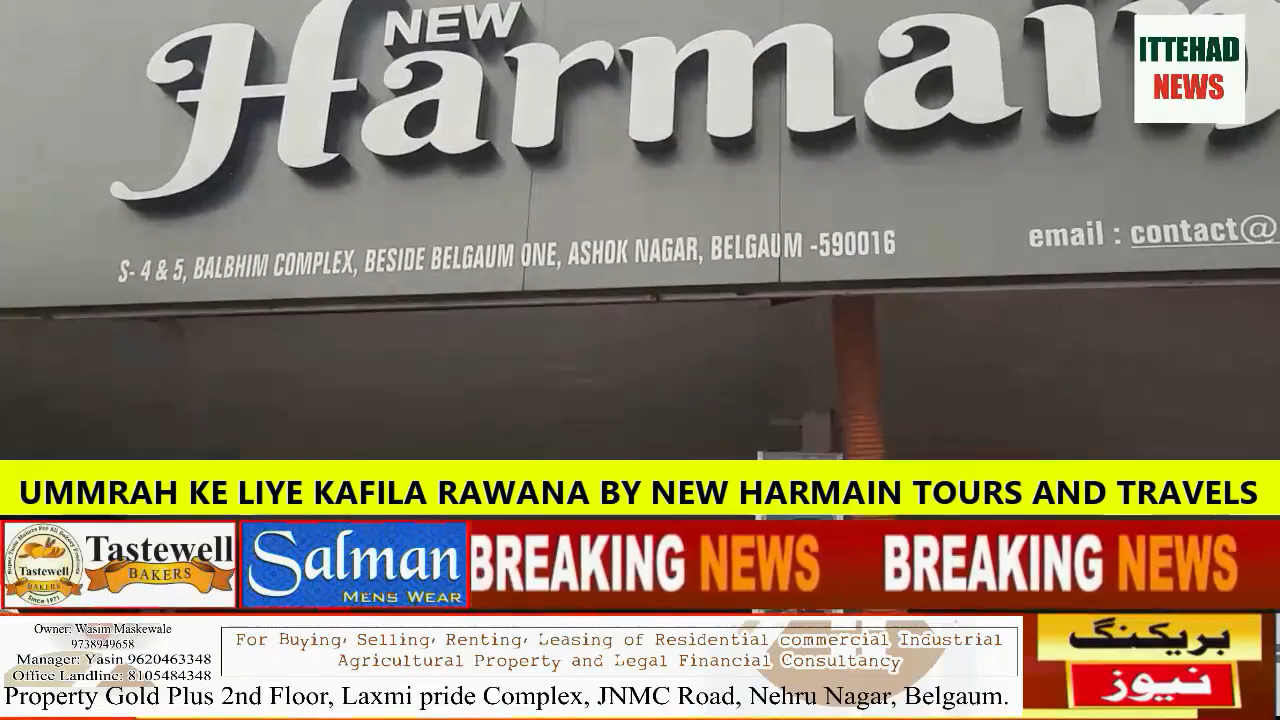 NEW
Harmain
ITTEHAD
NEWS
S- 4 & 5, BALBHIM COMPLEX, BESIDE BELGAUM ONE, ASHOK NAGAR, BELGAUM -590016
email : contact@
UMMRAH KE LIYE KAFILA RAWANA BY NEW HARMAIN TOURS AND TRAVELS
Tastewell
BAKERS
Since 1971
Tastewell
BAKERS
Salman
MENS WEAR
BREAKING NEWS BREAKING NEWS
Owner: Wasim Maskewale
9738949658
Manager: Yasin 9620463348
Office Landline: 8105484348
For Buying, Selling, Renting, Leasing of Residential commercial Industrial
Agricultural Property and Legal Financial Consultancy
Property Gold Plus 2nd Floor, Laxmi pride Complex, JNMC Road, Nehru Nagar, Belgaum.
بریکنگ
نیوز